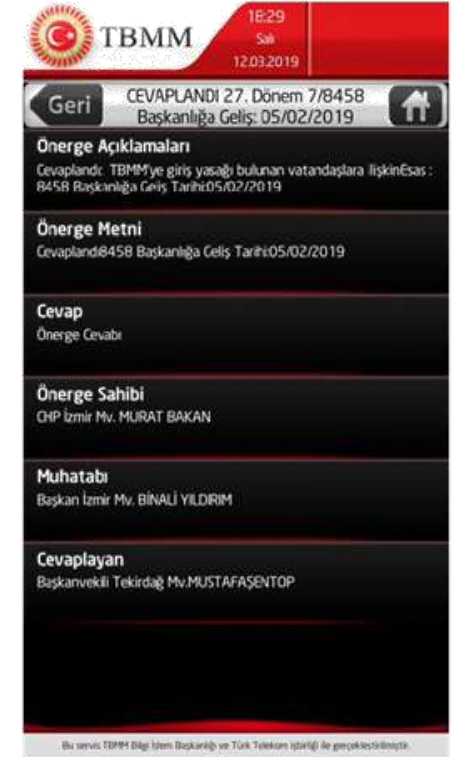 TBMM
18:29
Salı
12.03.2019
Geri
CEVAPLANDI 27. Dönem 7/8458
Başkanlığa Geliş: 05/02/2019
Önerge Açıklamaları
Cevaplandı: TBMM'ye giriş yasağı bulunan vatandaşlara ilişkinEsas :
8458 Başkanlığa Geliş Tarihi:05/02/2019
Önerge Metni
Cevaplandı8458 Başkanlığa Geliş Tarihi:05/02/2019
Cevap
Önerge Cevabı
Önerge Sahibi
CHP İzmir Mv. MURAT BAKAN
Muhatabı
Başkan İzmir Mv. BİNALİ YILDIRIM
Cevaplayan
Başkanvekili Tekirdağ Mv.MUSTAFAŞENTOP
Bu servis TBMM Bilgi İşlem Başkanlığı ve Türk Telekom işbirliği ile gerçekleştirilmiştir.